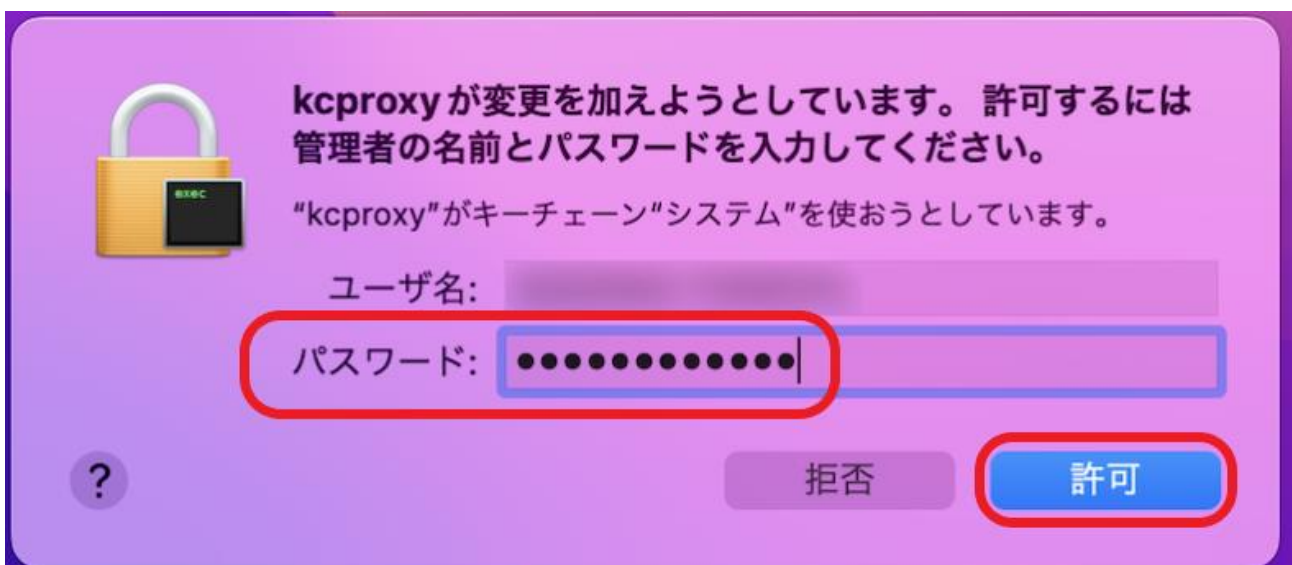 kcproxyが変更を加えようとしています。 許可するには
管理者の名前とパスワードを入力してください。
exec
“kcproxy”がキーチェーン“システム”を使おうとしています。
ユーザ名:
パスワード: ●●●●●●●●●●●●
?
拒否
許可